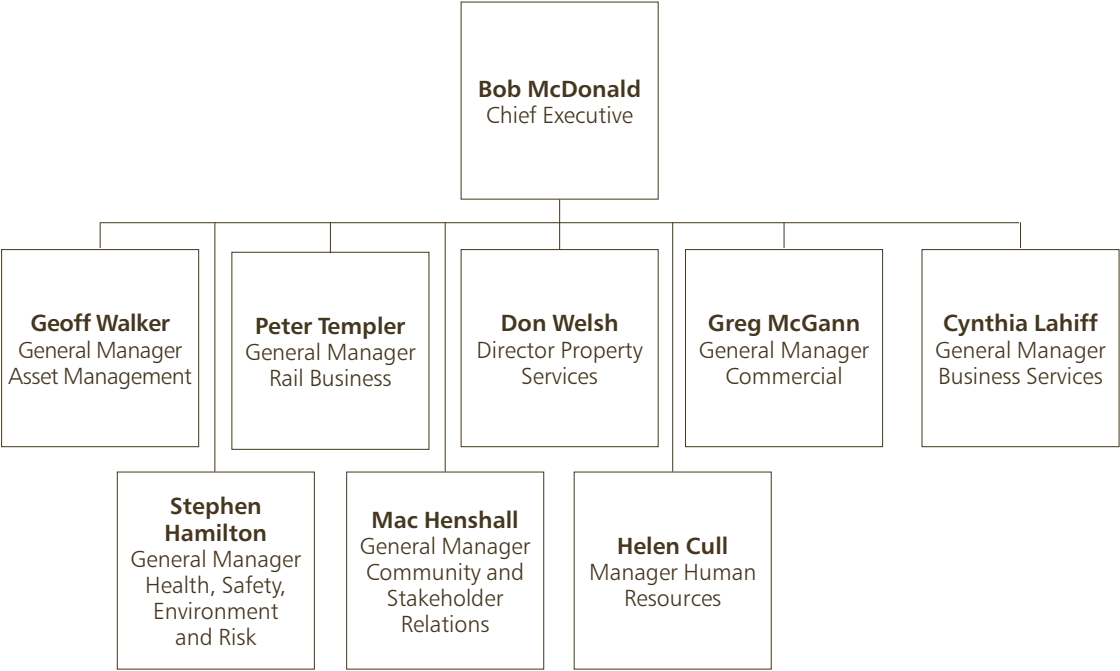 Bob McDonald
Chief Executive
Geoff Walker
General Manager
Asset Management
Peter Templer
General Manager
Rail Business
Don Welsh
Director Property
Services
Greg McGann
General Manager
Commercial
Cynthia Lahiff
General Manager
Business Services
Stephen
Hamilton
General Manager
Health, Safety,
Environment
and Risk
Mac Henshall
General Manager
Community and
Stakeholder
Relations
Helen Cull
Manager Human
Resources